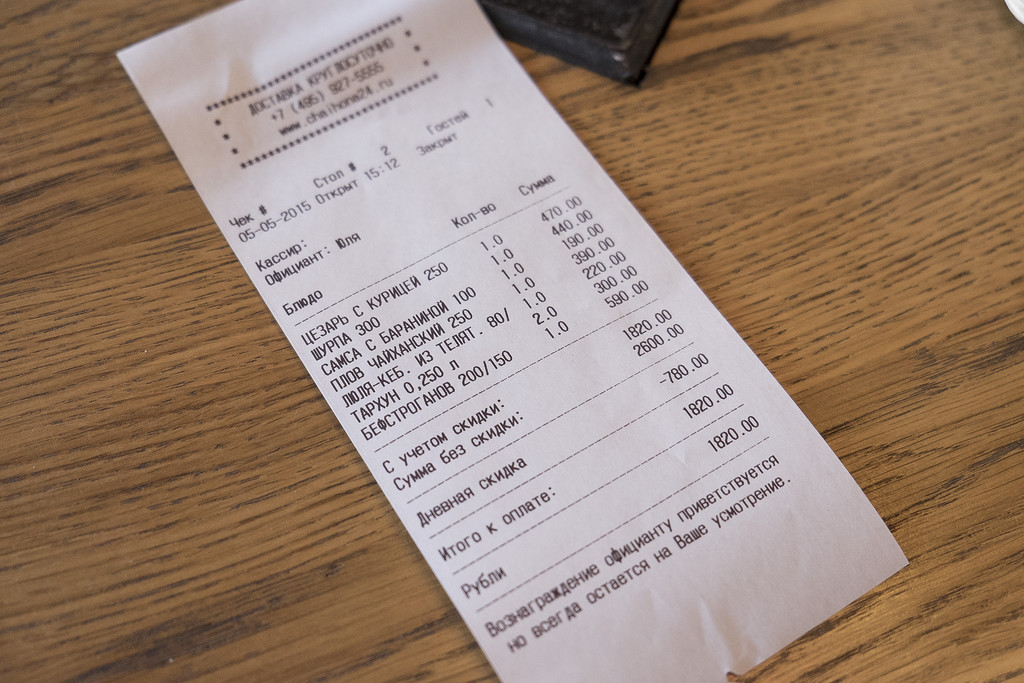 ДОСТАВКА КРУГЛОСУТОЧНО
+7 (495) 927-5555
www.chaihona24.ru
Стол # 2 Гостей 1
Чек #
05-05-2015 Открыт 15:12 Закрыт
Кассир:
Официант: Юля
Блюдо Кол-во Сумма
ЦЕЗАРЬ С КУРИЦЕЙ 250 1.0 470.00
ШУРПА 300 1.0 440.00
САМСА С БАРАНИНОЙ 100 1.0 190.00
ПЛОВ ЧАЙХАНСКИЙ 250 1.0 390.00
ЛЮЛЯ-КЕБ. ИЗ ТЕЛЯТ. 80/ 1.0 220.00
ТАРХУН 0,250 л 2.0 300.00
БЕФСТРОГАНОВ 200/150 1.0 590.00
С учетом скидки: 1820.00
Сумма без скидки: 2600.00
Дневная скидка -780.00
Итого к оплате: 1820.00
Рубли 1820.00
Вознаграждение официанту приветствуется
но всегда остается на Ваше усмотрение.